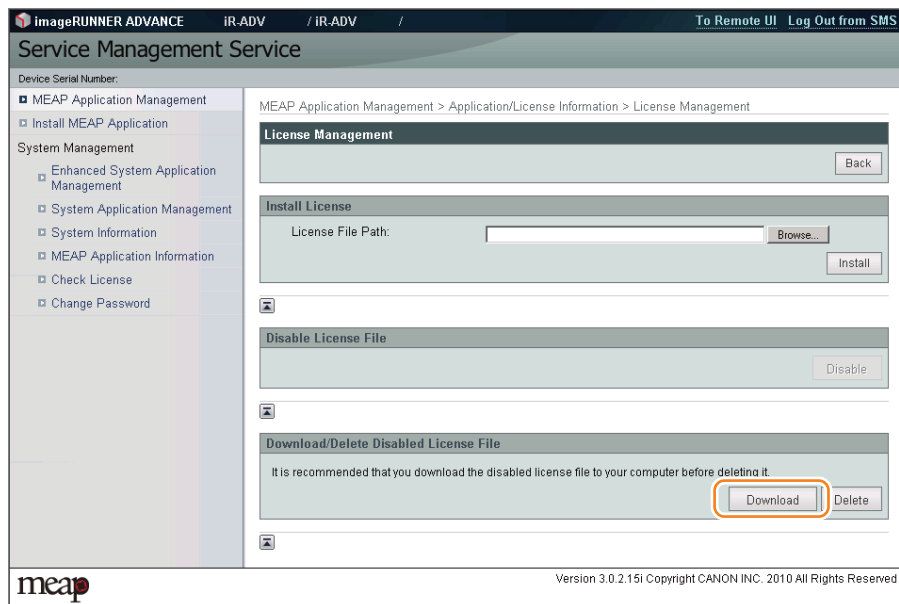 imageRUNNER ADVANCE iR-ADV / iR-ADV / To Remote UI Log Out from SMS
Service Management Service
Device Serial Number:
MEAP Application Management
Install MEAP Application
System Management
Enhanced System Application
Management
System Application Management
System Information
MEAP Application Information
Check License
Change Password
MEAP Application Management > Application/License Information > License Management
License Management
Back
Install License
License File Path:
Browse...
Install
Disable License File
Disable
Download/Delete Disabled License File
It is recommended that you download the disabled license file to your computer before deleting it.
Download Delete
meap
Version 3.0.2.15i Copyright CANON INC. 2010 All Rights Reserved